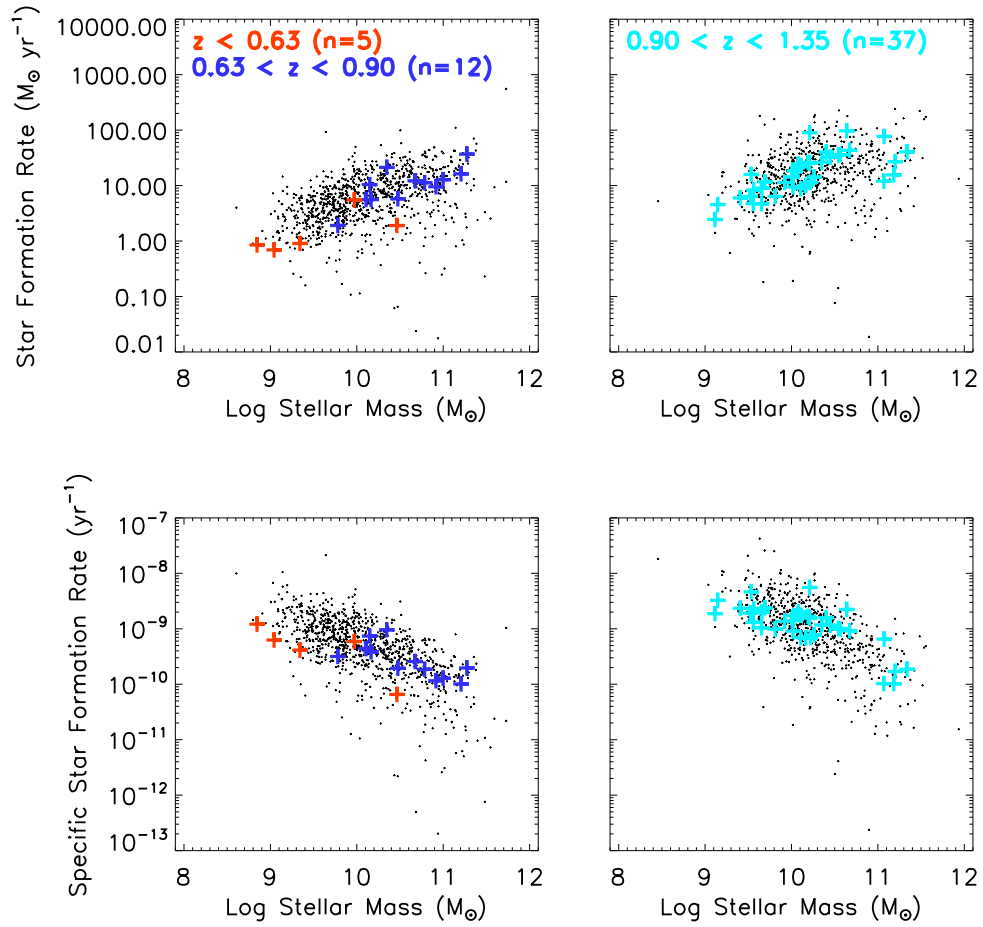 10000.00
1000.00
100.00
10.00
1.00
0.10
0.01
Star Formation Rate (M⊙ yr⁻¹)
z < 0.63 (n=5)
0.63 < z < 0.90 (n=12)
8 9 10 11 12
Log Stellar Mass (M⊙)
0.90 < z < 1.35 (n=37)
8 9 10 11 12
Log Stellar Mass (M⊙)
10⁻⁷
10⁻⁸
10⁻⁹
10⁻¹⁰
10⁻¹¹
10⁻¹²
10⁻¹³
Specific Star Formation Rate (yr⁻¹)
8 9 10 11 12
Log Stellar Mass (M⊙)
8 9 10 11 12
Log Stellar Mass (M⊙)